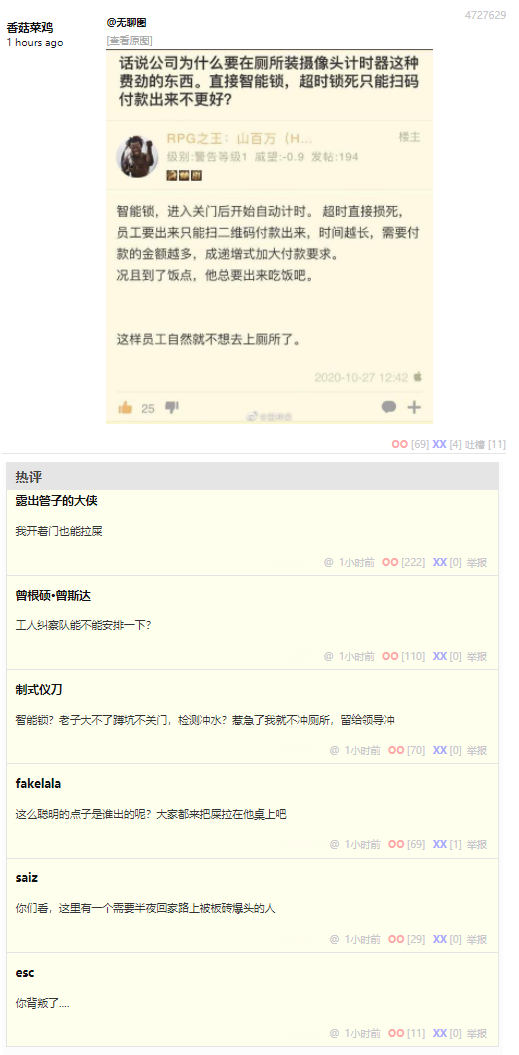 4727629
香菇菜鸡
1 hours ago
@无聊图
[查看原图]
话说公司为什么要在厕所装摄像头计时器这种
费劲的东西。直接智能锁，超时锁死只能扫码
付款出来不更好?
RPG之王：山百万（H...
楼主
级别:警告等级1 威望:-0.9 发帖:194
智能锁，进入关门后开始自动计时。 超时直接损死，
员工要出来只能扫二维码付款出来，时间越长，需要付
款的金额越多，成递增式加大付款要求。
况且到了饭点，他总要出来吃饭吧。
这样员工自然就不想去上厕所了。
2020-10-27 12:42
25
OO [69] XX [4] 吐槽 [11]
热评
露出管子的大侠
我开着门也能拉屎
@ 1小时前 OO [222] XX [0] 举报
曾根硕•曾斯达
工人纠察队能不能安排一下?
@ 1小时前 OO [110] XX [0] 举报
制式仪刀
智能锁？老子大不了蹲坑不关门，检测冲水？惹急了我就不冲厕所，留给领导冲
@ 1小时前 OO [70] XX [0] 举报
fakelala
这么聪明的点子是谁出的呢？大家都来把屎拉在他桌上吧
@ 1小时前 OO [69] XX [1] 举报
saiz
你们看，这里有一个需要半夜回家路上被板砖爆头的人
@ 1小时前 OO [29] XX [0] 举报
esc
你背叛了....
@ 1小时前 OO [11] XX [0] 举报